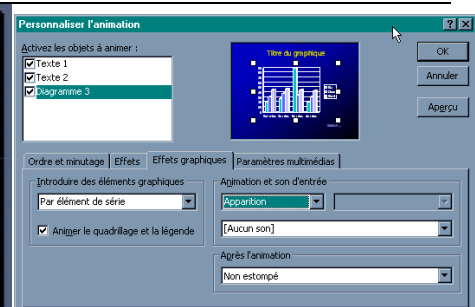 Personnaliser l'animation
Activez les objets à animer :
Texte 1
Texte 2
Diagramme 3
Titre du graphique
OK
Annuler
Aperçu
Ordre et minutage
Effets
Effets graphiques
Paramètres multimédias
Introduire des éléments graphiques
Par élément de série
Animer le quadrillage et la légende
Animation et son d'entrée
Apparition
[Aucun son]
Après l'animation
Non estompé